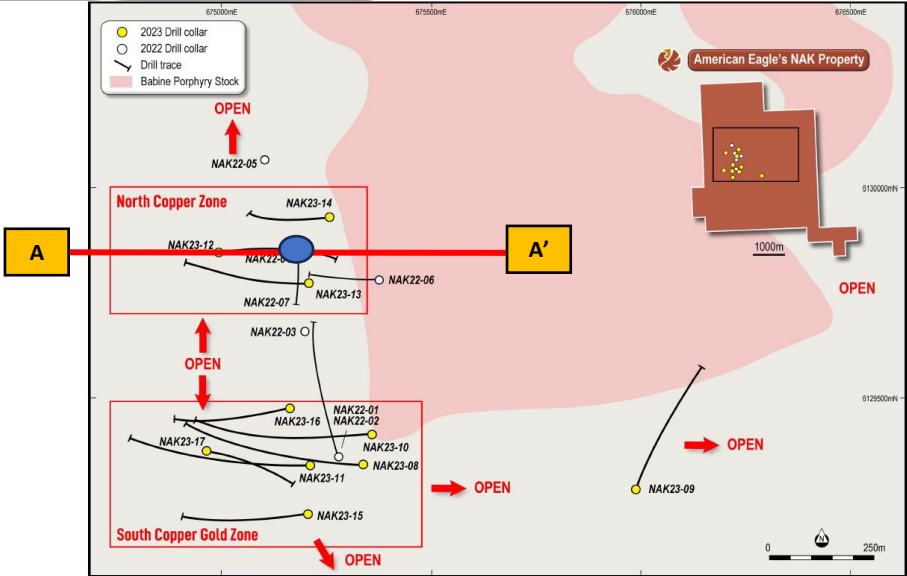 675000mE
675500mE
676000mE
676500mE
2023 Drill collar
2022 Drill collar
Drill trace
Babine Porphyry Stock
American Eagle's NAK Property
1000m
OPEN
NAK22-05
6130000mN
North Copper Zone
NAK23-14
A
A’
NAK23-12
NAK22-06
NAK23-13
NAK22-07
OPEN
NAK22-03
OPEN
6129500mN
NAK22-01
NAK22-02
NAK23-16
NAK23-17
NAK23-10
NAK23-08
NAK23-11
OPEN
OPEN
NAK23-09
NAK23-15
South Copper Gold Zone
OPEN
N
0
250m